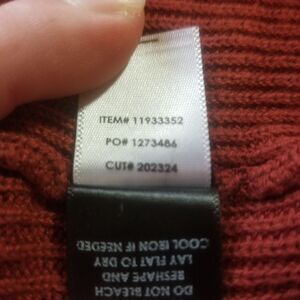 ITEM# 11933352
PO# 1273486
CUT# 202324
DO NOT BLEACH
RESHAPE AND
LAY FLAT TO DRY
COOL IRON IF NEEDED